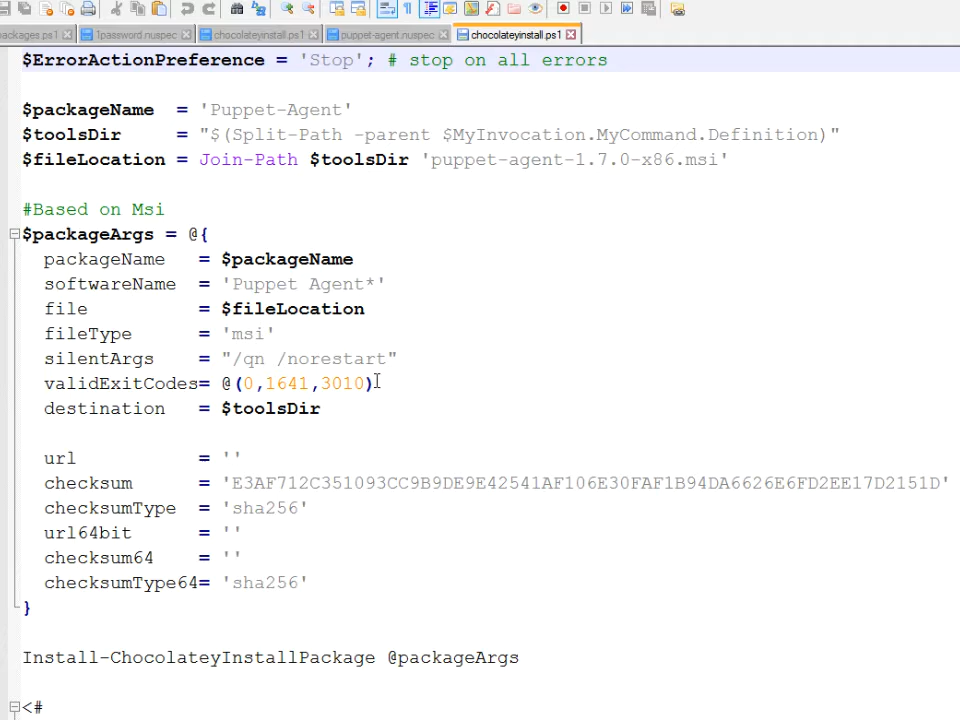 ackages.ps1 1password.nuspec chocolateyinstall.ps1 puppet-agent.nuspec chocolateyinstall.ps1
$ErrorActionPreference = 'Stop'; # stop on all errors
$packageName = 'Puppet-Agent'
$toolsDir = "$(Split-Path -parent $MyInvocation.MyCommand.Definition)"
$fileLocation = Join-Path $toolsDir 'puppet-agent-1.7.0-x86.msi'
#Based on Msi
$packageArgs = @{
packageName = $packageName
softwareName = 'Puppet Agent*'
file = $fileLocation
fileType = 'msi'
silentArgs = "/qn /norestart"
validExitCodes= @(0,1641,3010)
destination = $toolsDir
url = ''
checksum = 'E3AF712C351093CC9B9DE9E42541AF106E30FAF1B94DA6626E6FD2EE17D2151D'
checksumType = 'sha256'
url64bit = ''
checksum64 = ''
checksumType64= 'sha256'
}
Install-ChocolateyInstallPackage @packageArgs
<#